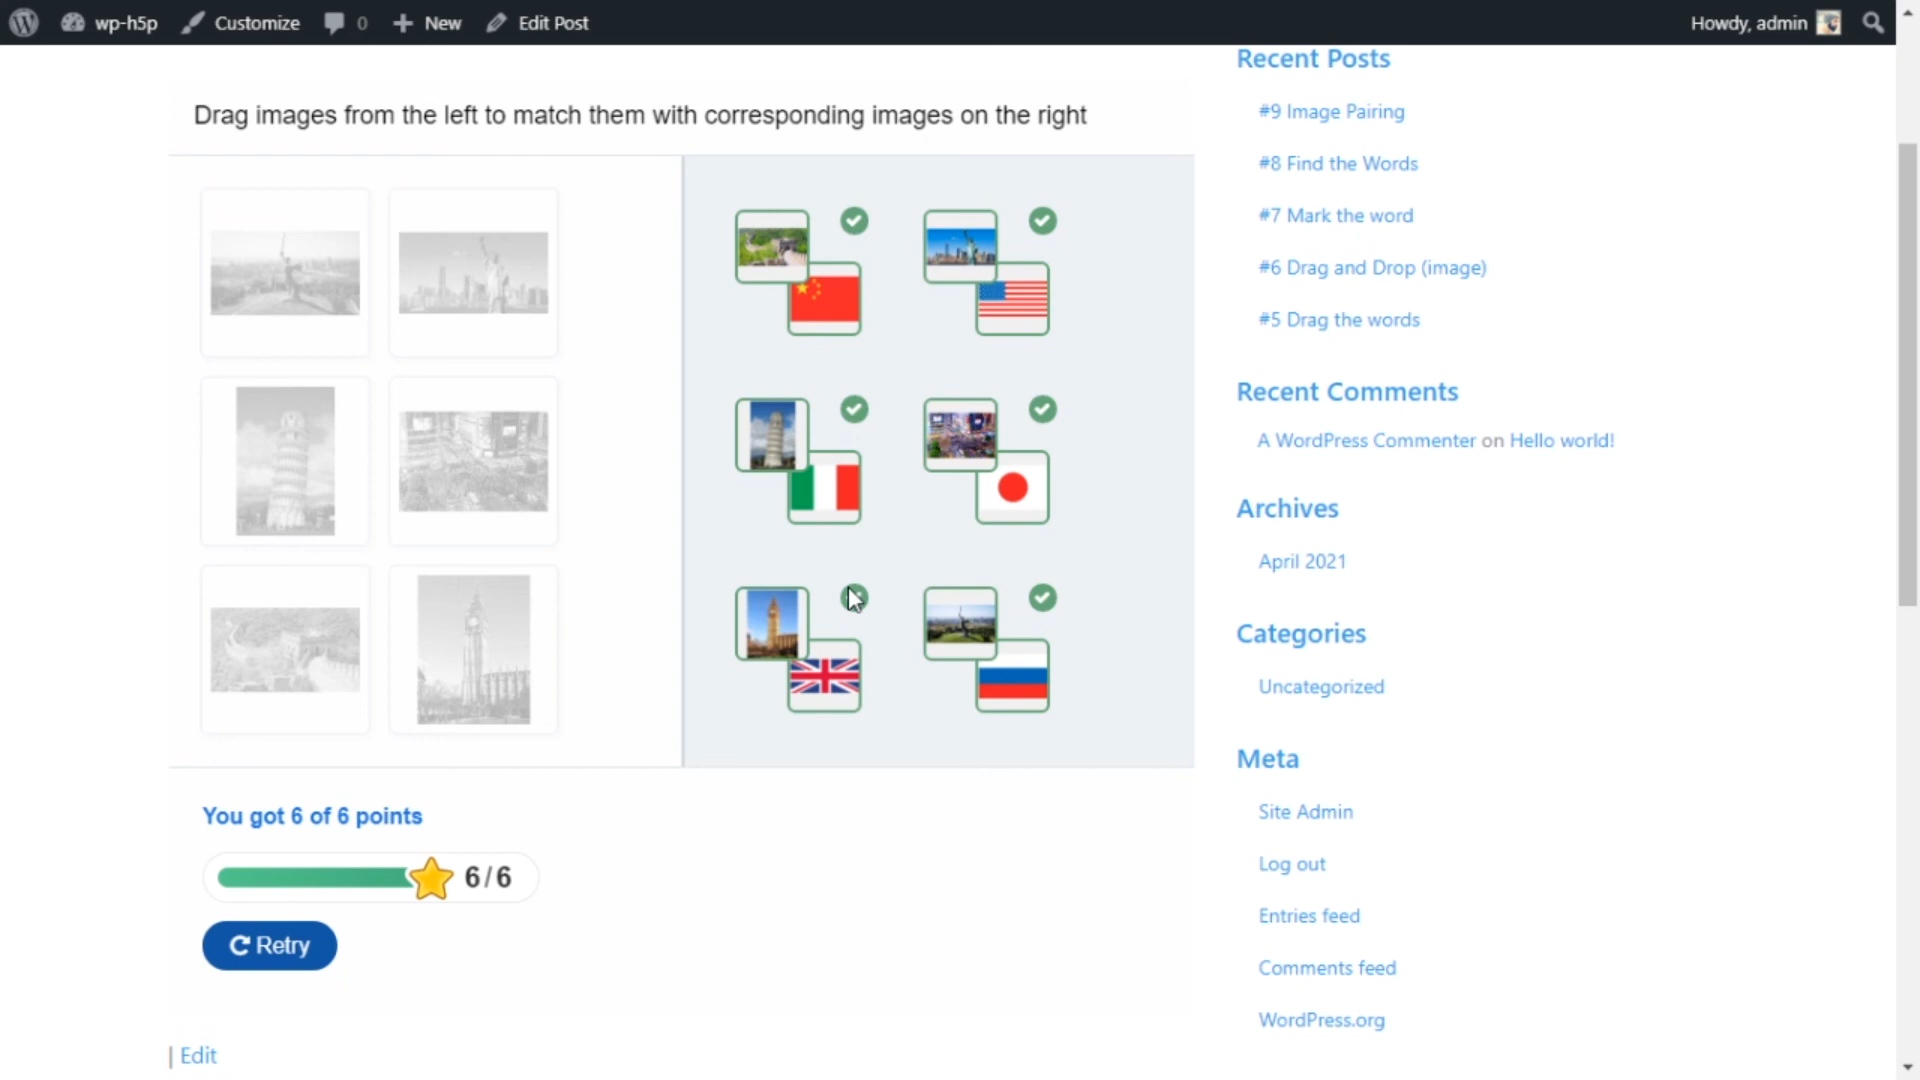 wp-h5p Customize 0 New Edit Post Howdy, admin
Drag images from the left to match them with corresponding images on the right
You got 6 of 6 points
6/6
Retry
| Edit
Recent Posts
#9 Image Pairing
#8 Find the Words
#7 Mark the word
#6 Drag and Drop (image)
#5 Drag the words
Recent Comments
A WordPress Commenter on Hello world!
Archives
April 2021
Categories
Uncategorized
Meta
Site Admin
Log out
Entries feed
Comments feed
WordPress.org